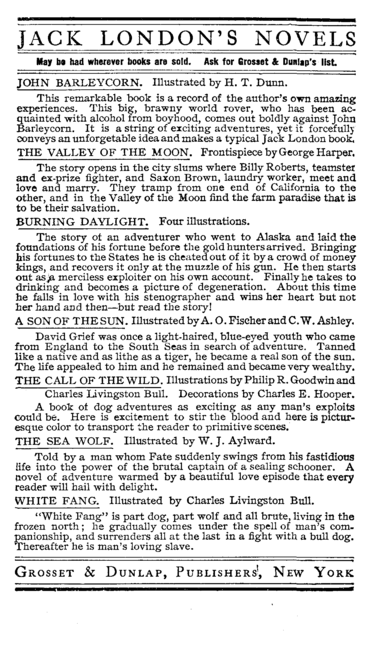 JACK LONDON'S NOVELS
May be had wherever books are sold. Ask for Grosset & Dunlap's list.
JOHN BARLEYCORN. Illustrated by H. T. Dunn.
This remarkable book is a record of the author's own amazing
experiences. This big, brawny world rover, who has been ac-
quainted with alcohol from boyhood, comes out boldly against John
Barleycorn. It is a string of exciting adventures, yet it forcefully
conveys an unforgetable idea and makes a typical Jack London book.
THE VALLEY OF THE MOON. Frontispiece by George Harper.
The story opens in the city slums where Billy Roberts, teamster
and ex-prize fighter, and Saxon Brown, laundry worker, meet and
love and marry. They tramp from one end of California to the
other, and in the Valley of the Moon find the farm paradise that is
to be their salvation.
BURNING DAYLIGHT. Four illustrations.
The story of an adventurer who went to Alaska and laid the
foundations of his fortune before the gold hunters arrived. Bringing
his fortunes to the States he is cheated out of it by a crowd of money
kings, and recovers it only at the muzzle of his gun. He then starts
out as a merciless exploiter on his own account. Finally he takes to
drinking and becomes a picture of degeneration. About this time
he falls in love with his stenographer and wins her heart but not
her hand and then—but read the story!
A SON OF THE SUN. Illustrated by A. O. Fischer and C. W. Ashley.
David Grief was once a light-haired, blue-eyed youth who came
from England to the South Seas in search of adventure. Tanned
like a native and as lithe as a tiger, he became a real son of the sun.
The life appealed to him and he remained and became very wealthy.
THE CALL OF THE WILD. Illustrations by Philip R. Goodwin and
Charles Livingston Bull. Decorations by Charles E. Hooper.
A book of dog adventures as exciting as any man's exploits
could be. Here is excitement to stir the blood and here is pictur-
esque color to transport the reader to primitive scenes.
THE SEA WOLF. Illustrated by W. J. Aylward.
Told by a man whom Fate suddenly swings from his fastidious
life into the power of the brutal captain of a sealing schooner. A
novel of adventure warmed by a beautiful love episode that every
reader will hail with delight.
WHITE FANG. Illustrated by Charles Livingston Bull.
"White Fang" is part dog, part wolf and all brute, living in the
frozen north; he gradually comes under the spell of man's com-
panionship, and surrenders all at the last in a fight with a bull dog.
Thereafter he is man's loving slave.
GROSSET & DUNLAP, PUBLISHERS, NEW YORK